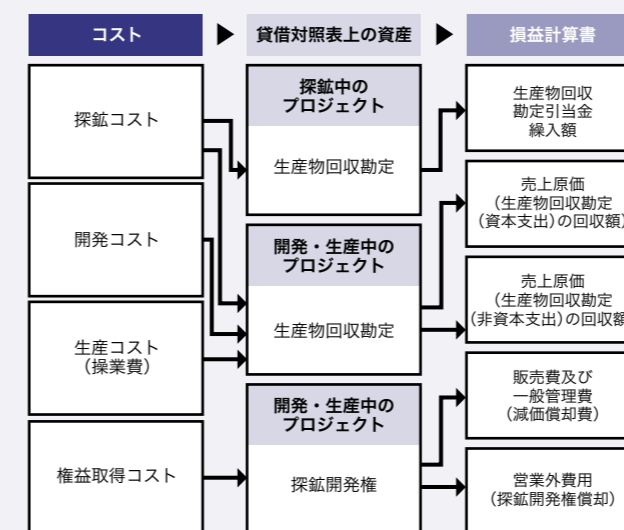 コスト
貸借対照表上の資産
損益計算書
探鉱コスト
開発コスト
生産コスト
（操業費）
権益取得コスト
探鉱中の
プロジェクト
生産物回収勘定
開発・生産中の
プロジェクト
生産物回収勘定
開発・生産中の
プロジェクト
探鉱開発権
生産物回収
勘定引当金
繰入額
売上原価
（生産物回収勘定
（資本支出）の回収額）
売上原価
（生産物回収勘定
（非資本支出）の回収額
販売費及び
一般管理費
（減価償却費）
営業外費用
（探鉱開発権償却）